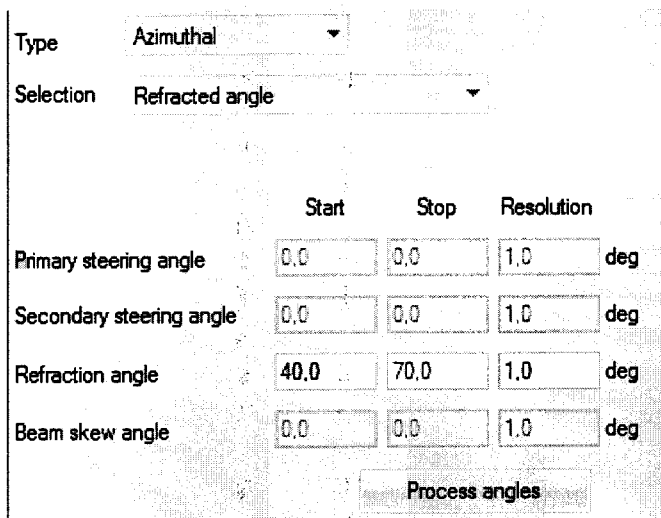 Type Azimuthal
Selection Refracted angle
Start Stop Resolution
Primary steering angle 0,0 0,0 1,0 deg
Secondary steering angle 0,0 0,0 1,0 deg
Refraction angle 40,0 70,0 1,0 deg
Beam skew angle 0,0 0,0 1,0 deg
Process angles